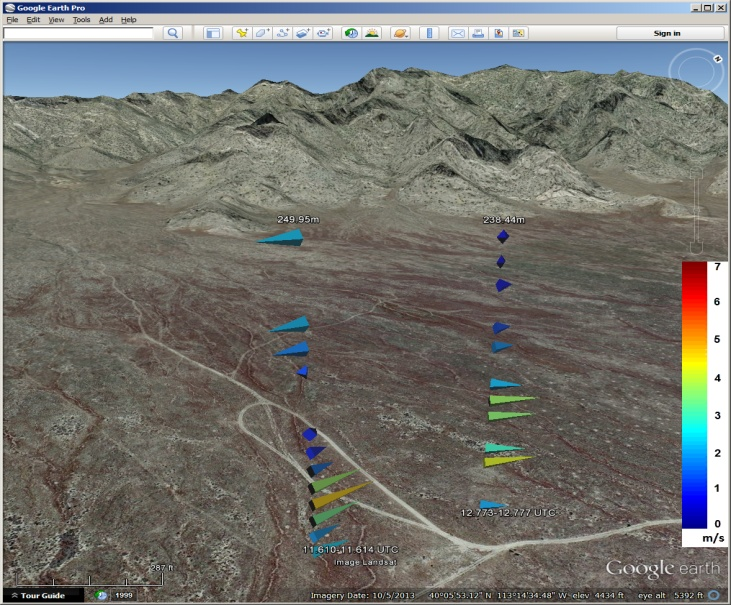 Google Earth Pro
File Edit View Tools Add Help
Sign in
N
249.95m
238.44m
7
6
5
4
3
2
1
0
m/s
12.773-12.777 UTC
11.610-11.614 UTC
Image Landsat
287 ft
Google earth
Tour Guide
1999
Imagery Date: 10/5/2013 40°05'53.12" N 113°14'34.48" W elev 4434 ft eye alt 5392 ft